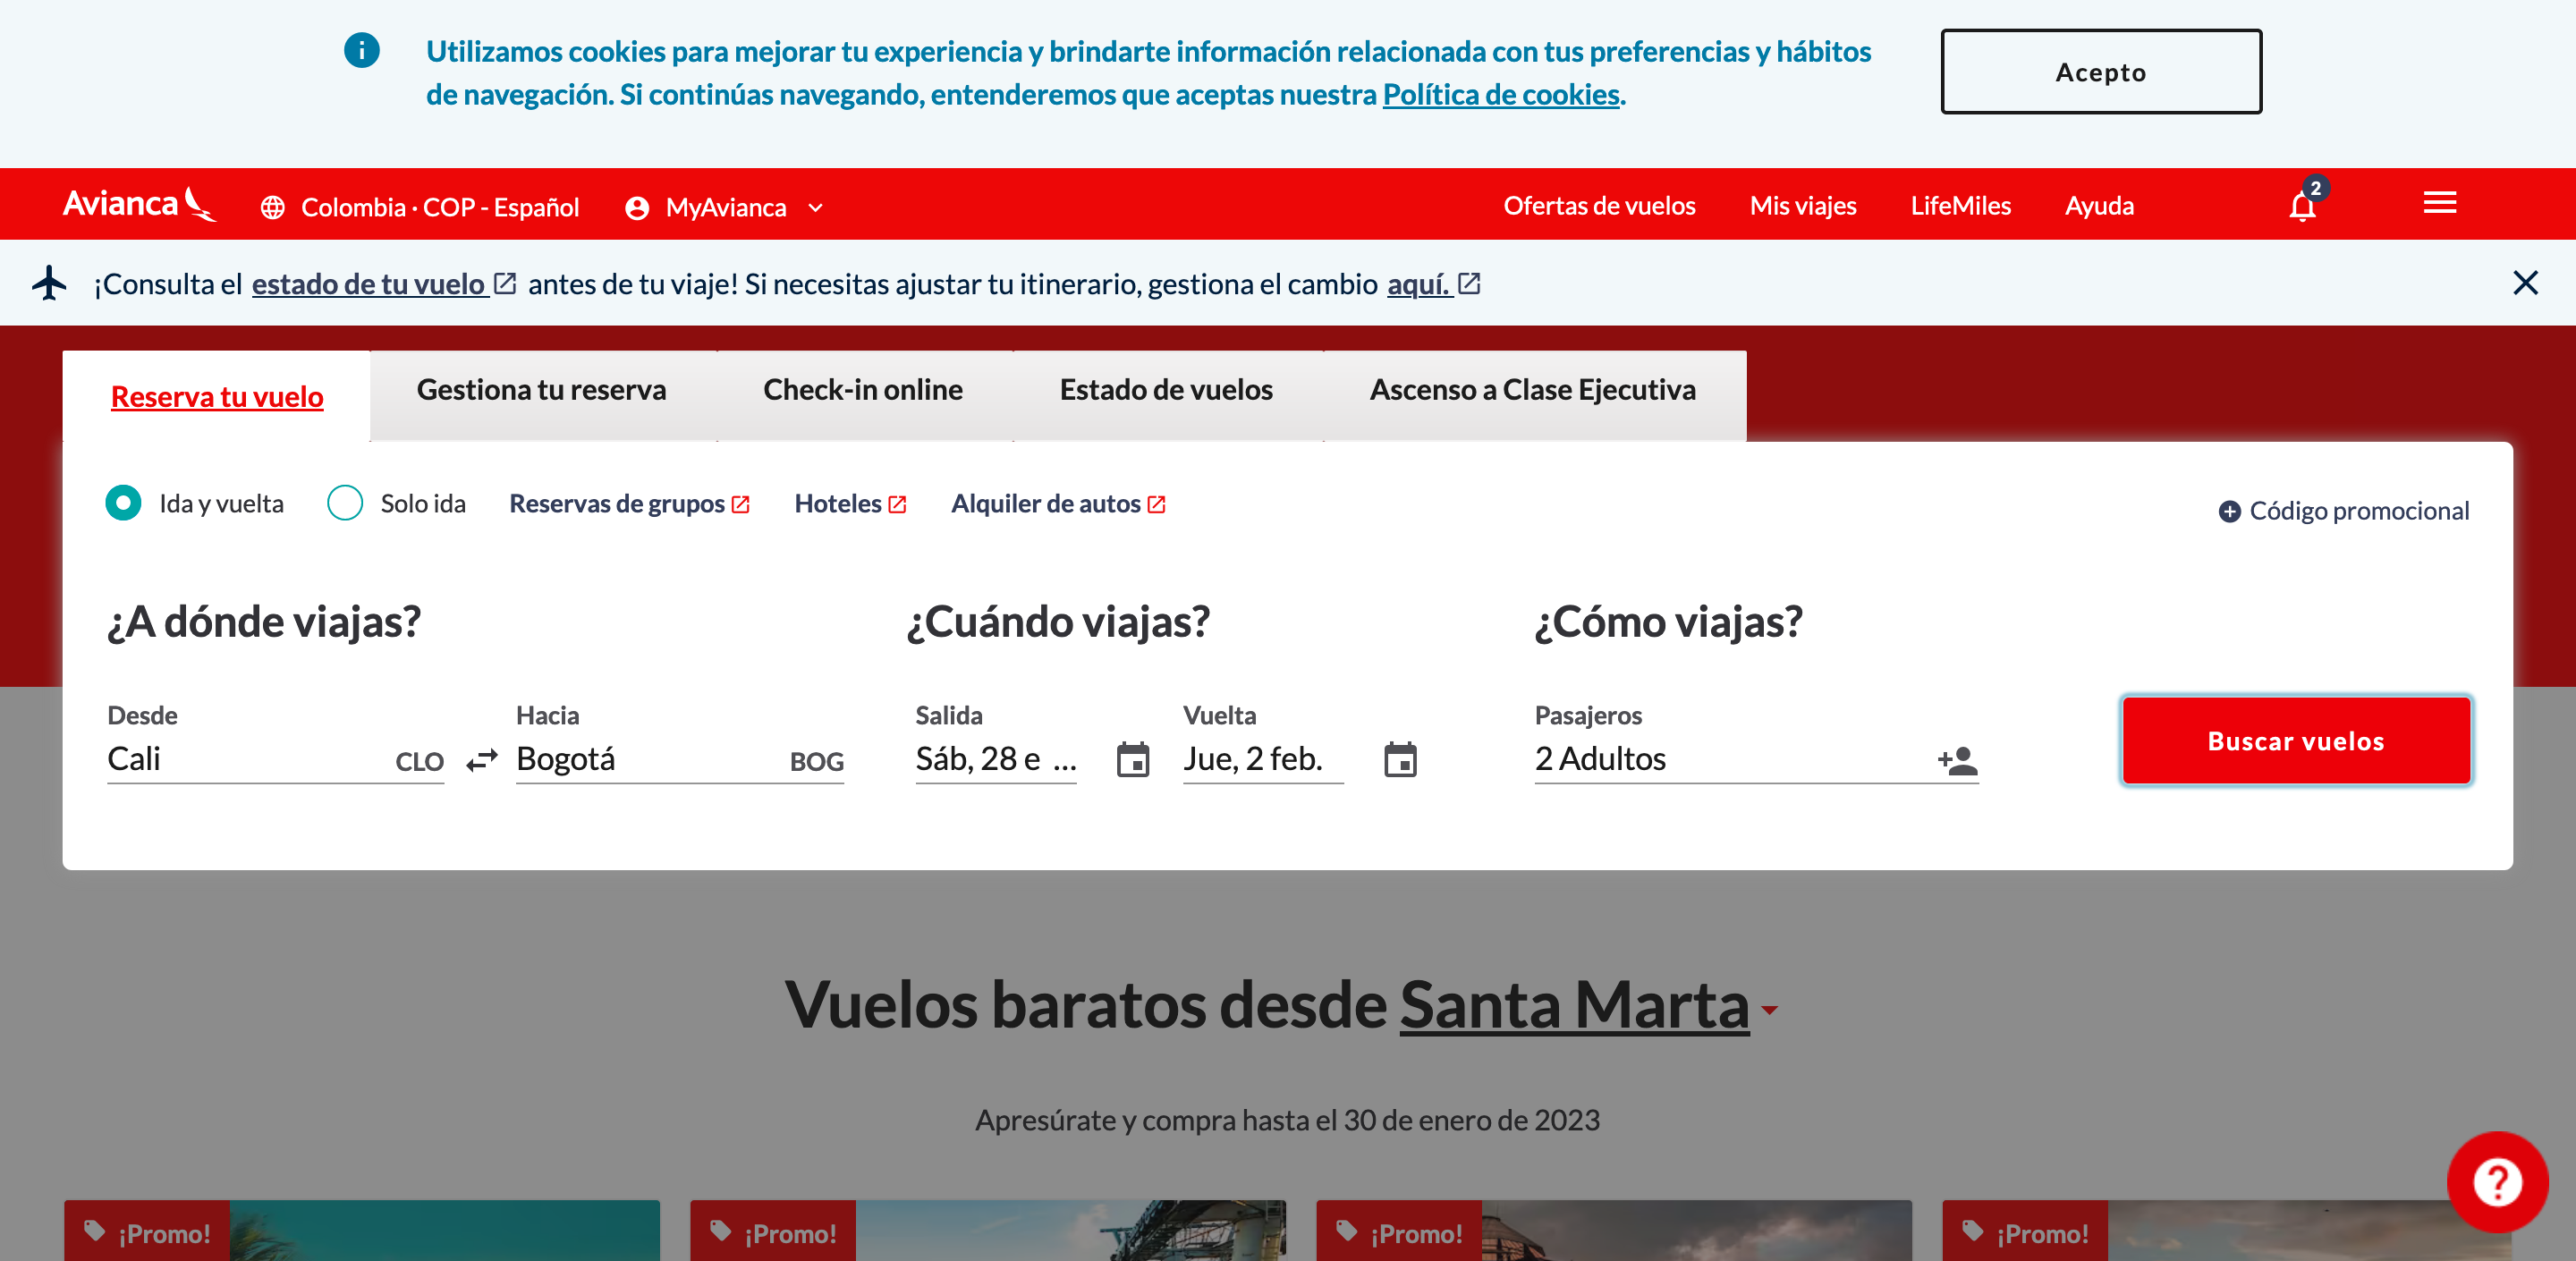 Utilizamos cookies para mejorar tu experiencia y brindarte información relacionada con tus preferencias y hábitos
de navegación. Si continúas navegando, entenderemos que aceptas nuestra Política de cookies.
Acepto
Avianca
Colombia · COP - Español
MyAvianca
Ofertas de vuelos
Mis viajes
LifeMiles
Ayuda
2
¡Consulta el estado de tu vuelo antes de tu viaje! Si necesitas ajustar tu itinerario, gestiona el cambio aquí.
Reserva tu vuelo
Gestiona tu reserva
Check-in online
Estado de vuelos
Ascenso a Clase Ejecutiva
Ida y vuelta
Solo ida
Reservas de grupos
Hoteles
Alquiler de autos
Código promocional
¿A dónde viajas?
¿Cuándo viajas?
¿Cómo viajas?
Desde
Hacia
Salida
Vuelta
Pasajeros
Cali
CLO
Bogotá
BOG
Sáb, 28 e ...
Jue, 2 feb.
2 Adultos
Buscar vuelos
Vuelos baratos desde Santa Marta
Apresúrate y compra hasta el 30 de enero de 2023
¡Promo!
¡Promo!
¡Promo!
¡Promo!